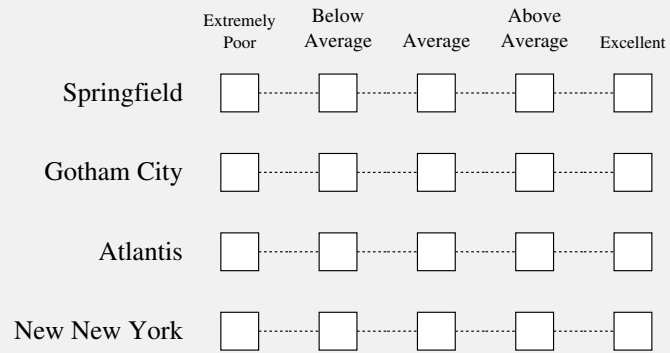 Extremely
Poor
Below
Average
Average
Above
Average
Excellent
Springfield
Gotham City
Atlantis
New New York